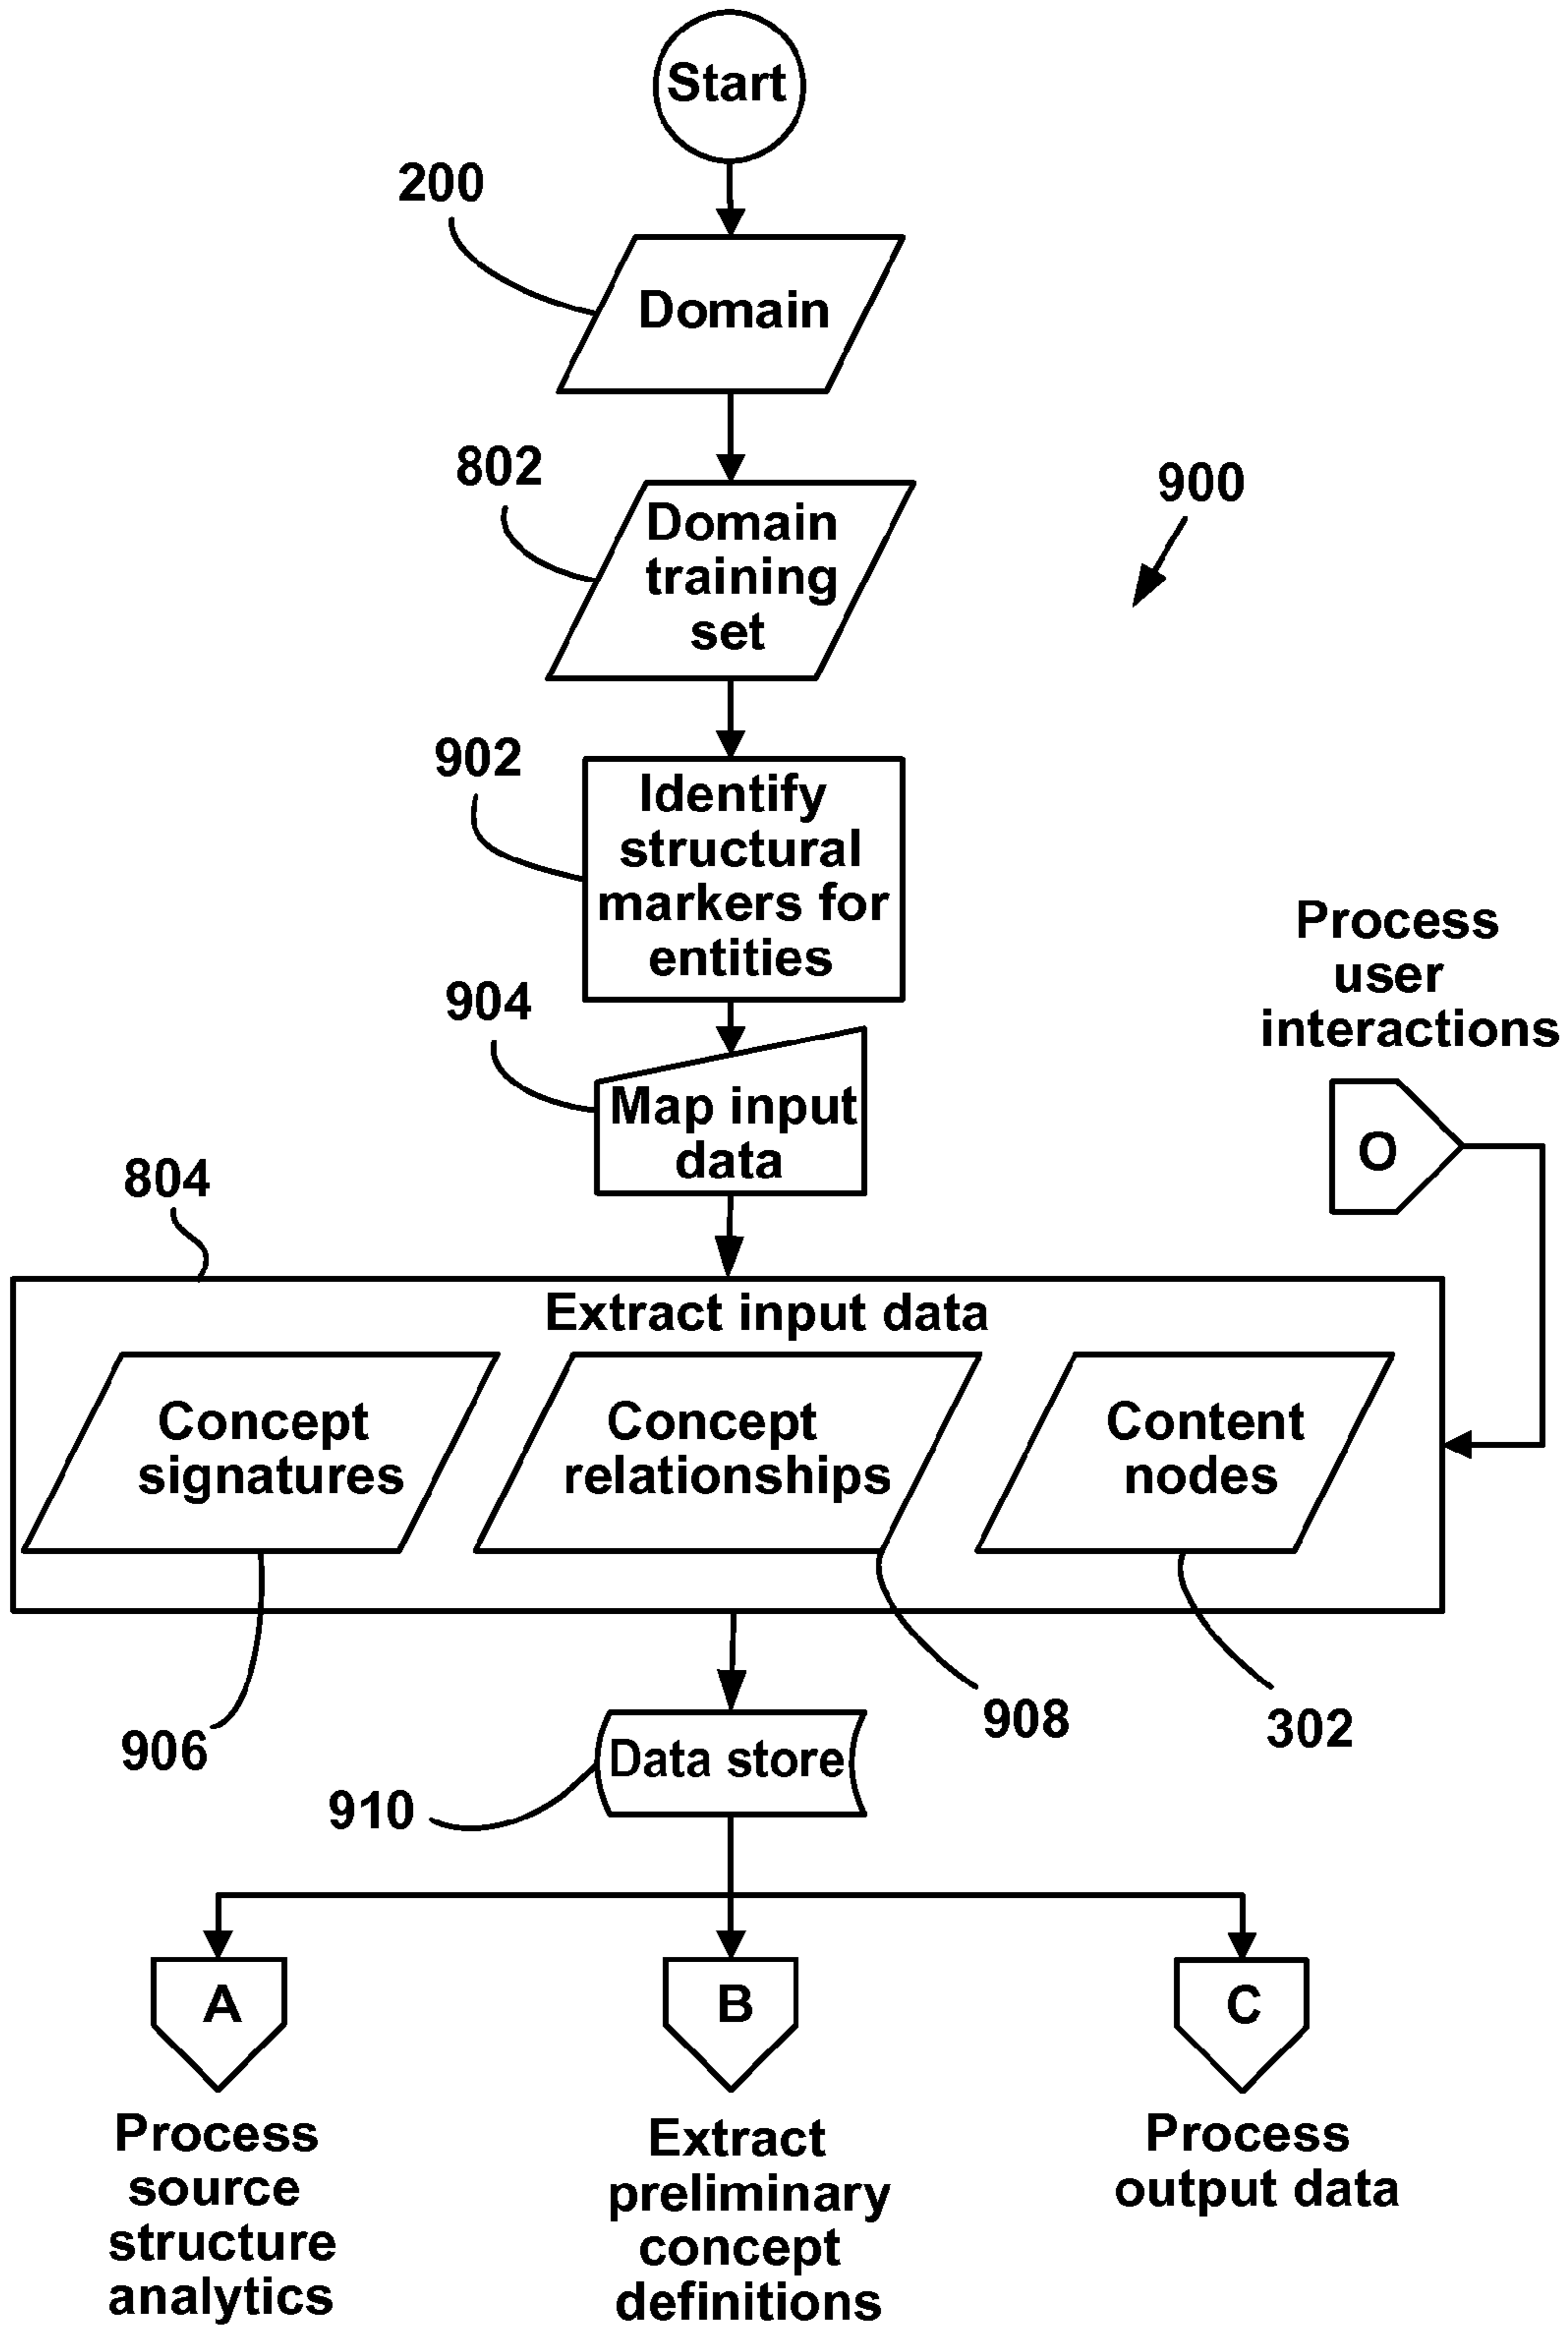 Start
200
Domain
802
Domain
training
set
900
902
Identify
structural
markers for
entities
904
Map input
data
Process
user
interactions
O
804
Extract input data
Concept
signatures
Concept
relationships
Content
nodes
906
908
302
Data store
910
A
B
C
Process
source
structure
analytics
Extract
preliminary
concept
definitions
Process
output data